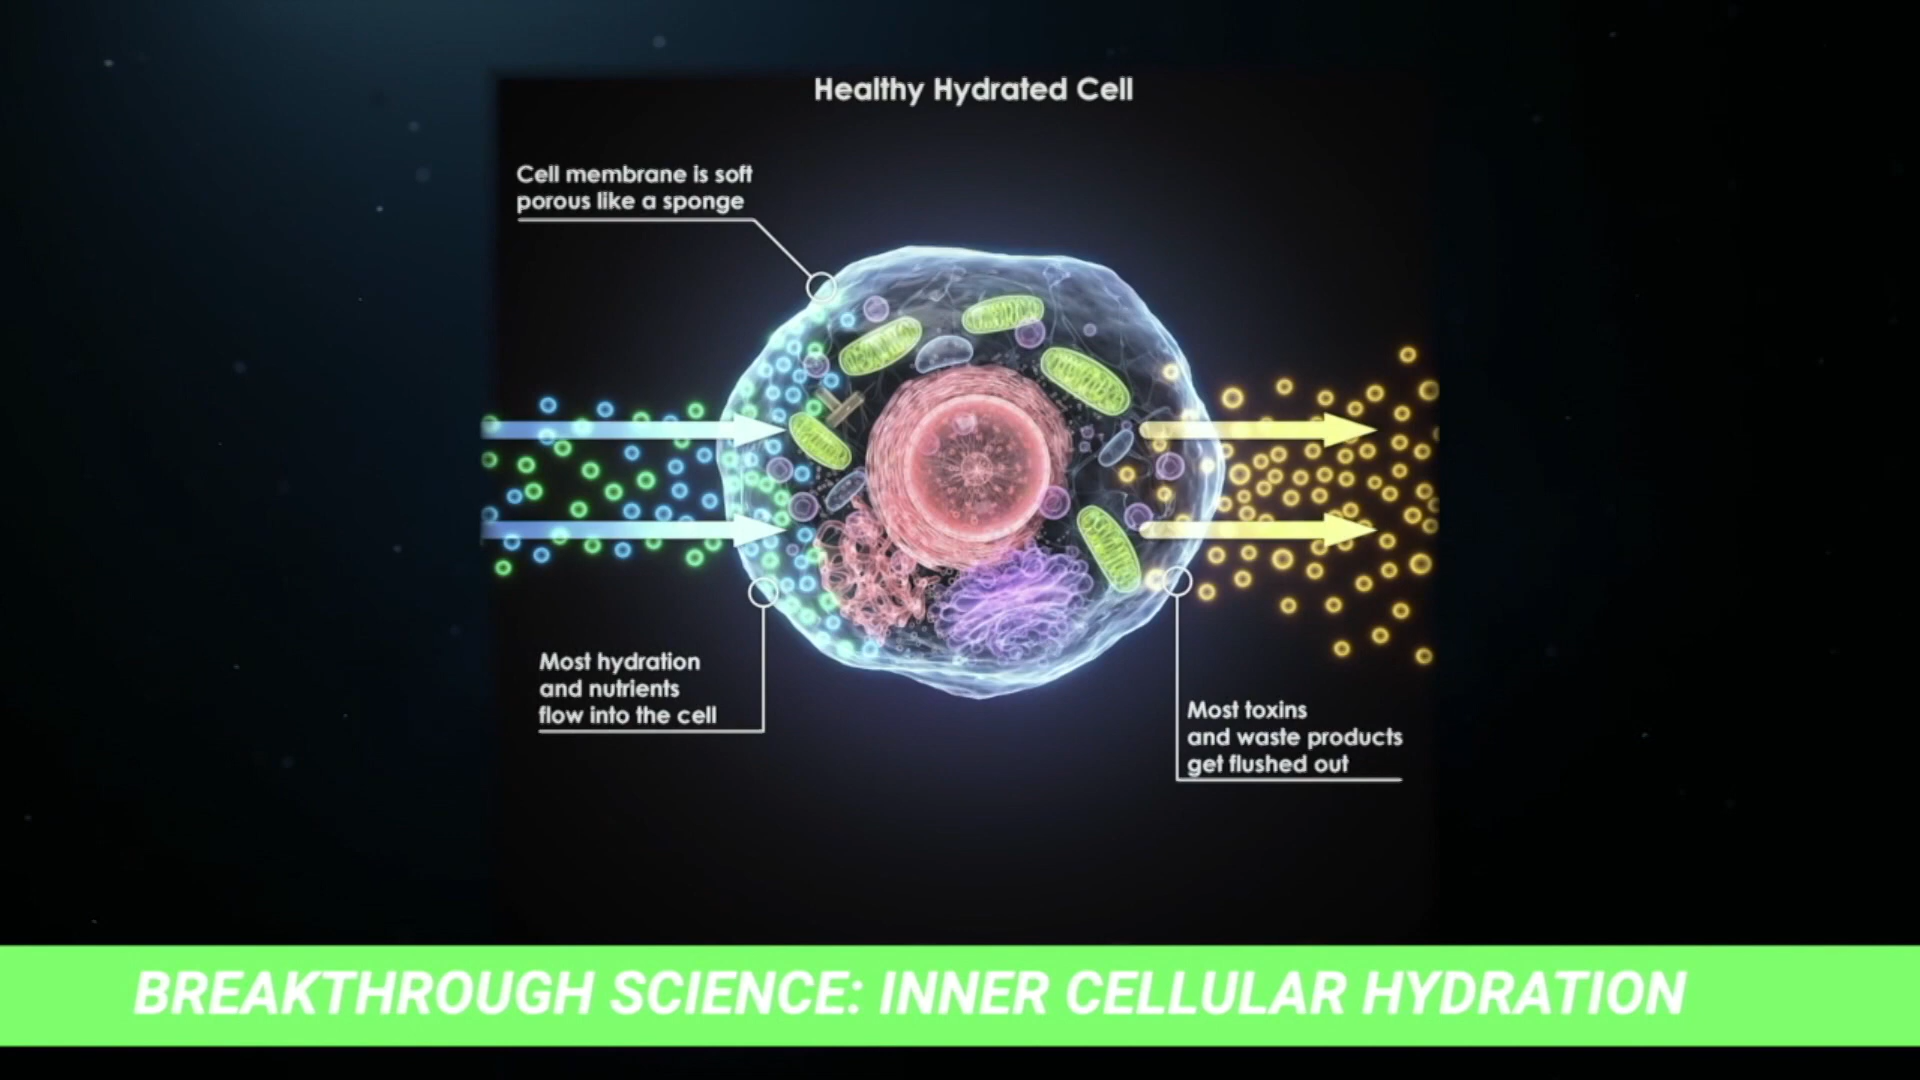 Healthy Hydrated Cell
Cell membrane is soft
porous like a sponge
Most hydration
and nutrients
flow into the cell
Most toxins
and waste products
get flushed out
BREAKTHROUGH SCIENCE: INNER CELLULAR HYDRATION